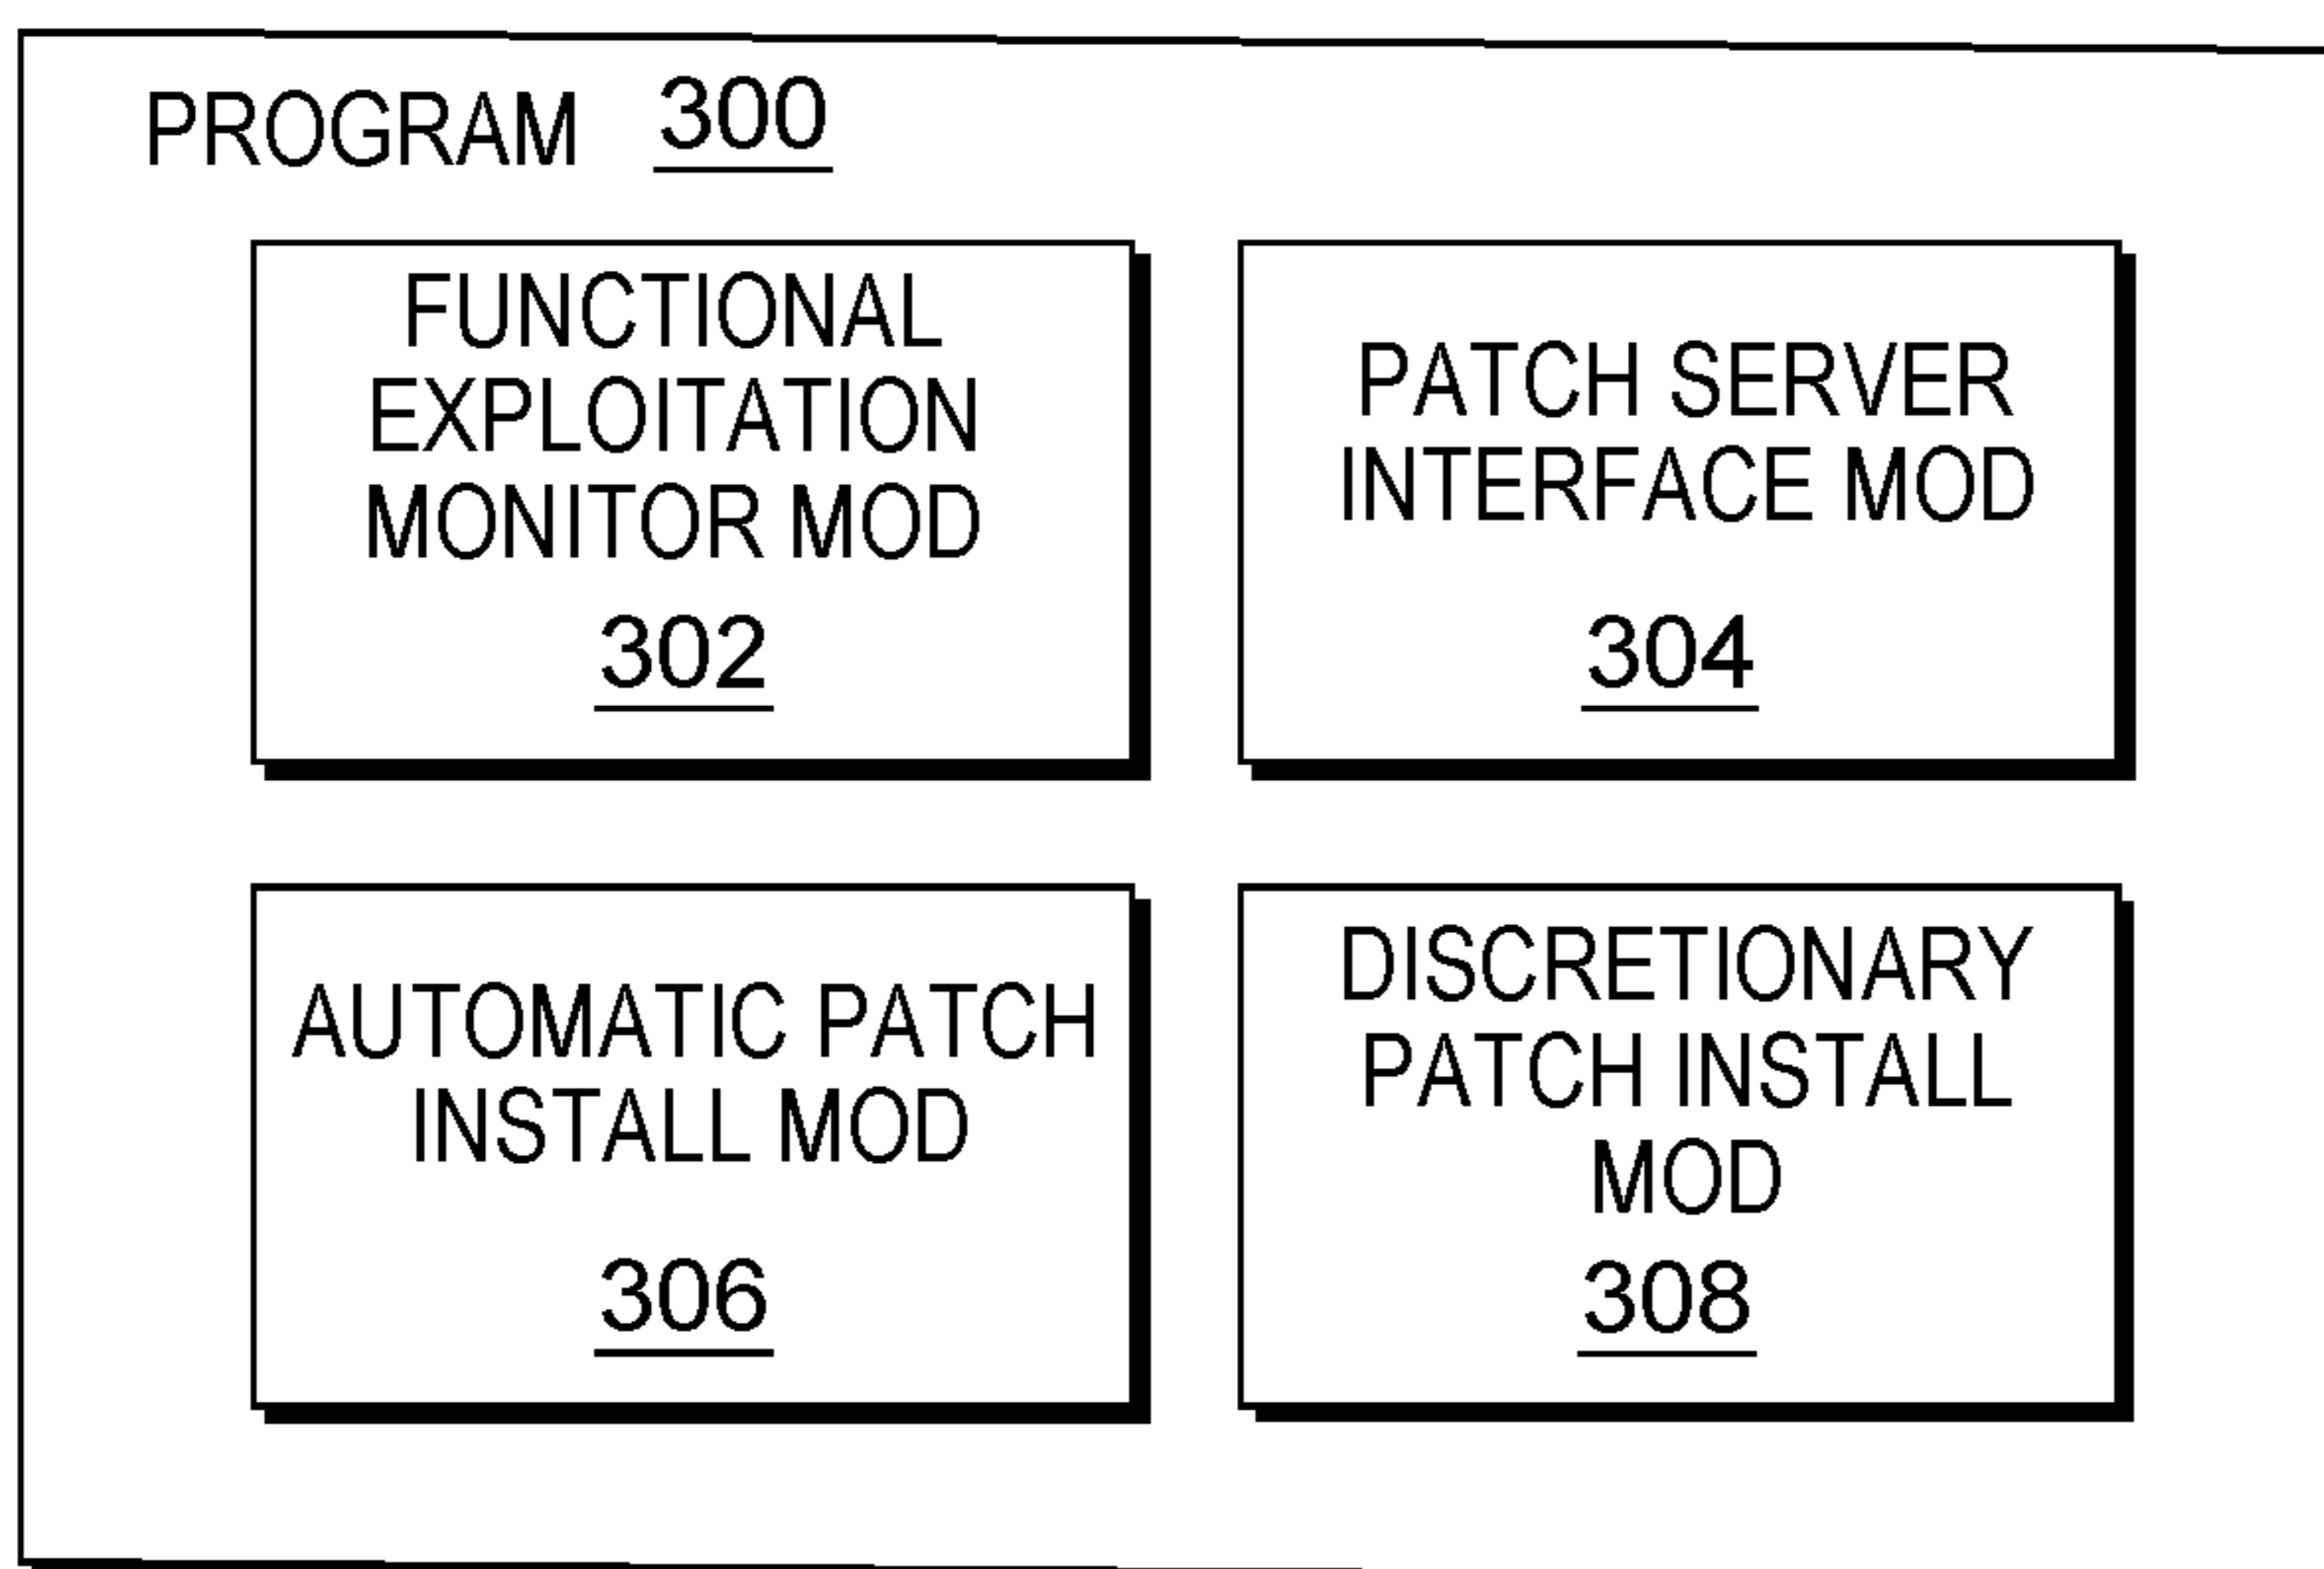 PROGRAM 300
FUNCTIONAL
EXPLOITATION
MONITOR MOD
302
PATCH SERVER
INTERFACE MOD
304
AUTOMATIC PATCH
INSTALL MOD
306
DISCRETIONARY
PATCH INSTALL
MOD
308